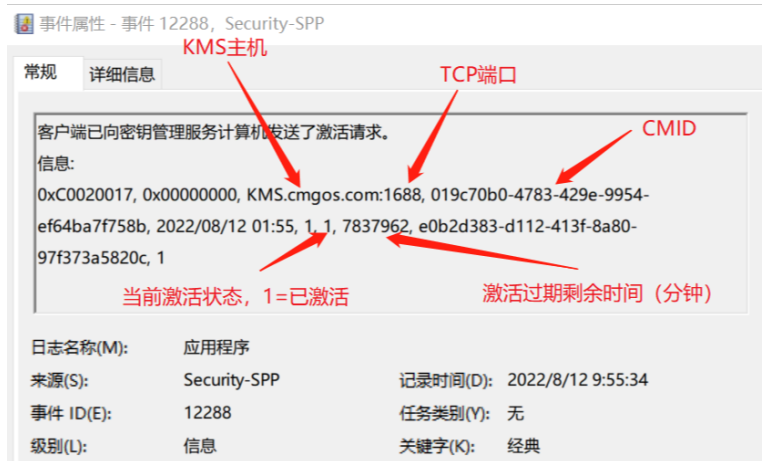 事件属性 - 事件 12288，Security-SPP
KMS主机
常规
详细信息
TCP端口
CMID
客户端已向密钥管理服务计算机发送了激活请求。
信息:
0xC0020017, 0x00000000, KMS.cmgos.com:1688, 019c70b0-4783-429e-9954-
ef64ba7f758b, 2022/08/12 01:55, 1, 1, 7837962, e0b2d383-d112-413f-8a80-
97f373a5820c, 1
当前激活状态，1=已激活
激活过期剩余时间（分钟）
日志名称(M): 应用程序
来源(S): Security-SPP 记录时间(D): 2022/8/12 9:55:34
事件 ID(E): 12288 任务类别(Y): 无
级别(L): 信息 关键字(K): 经典